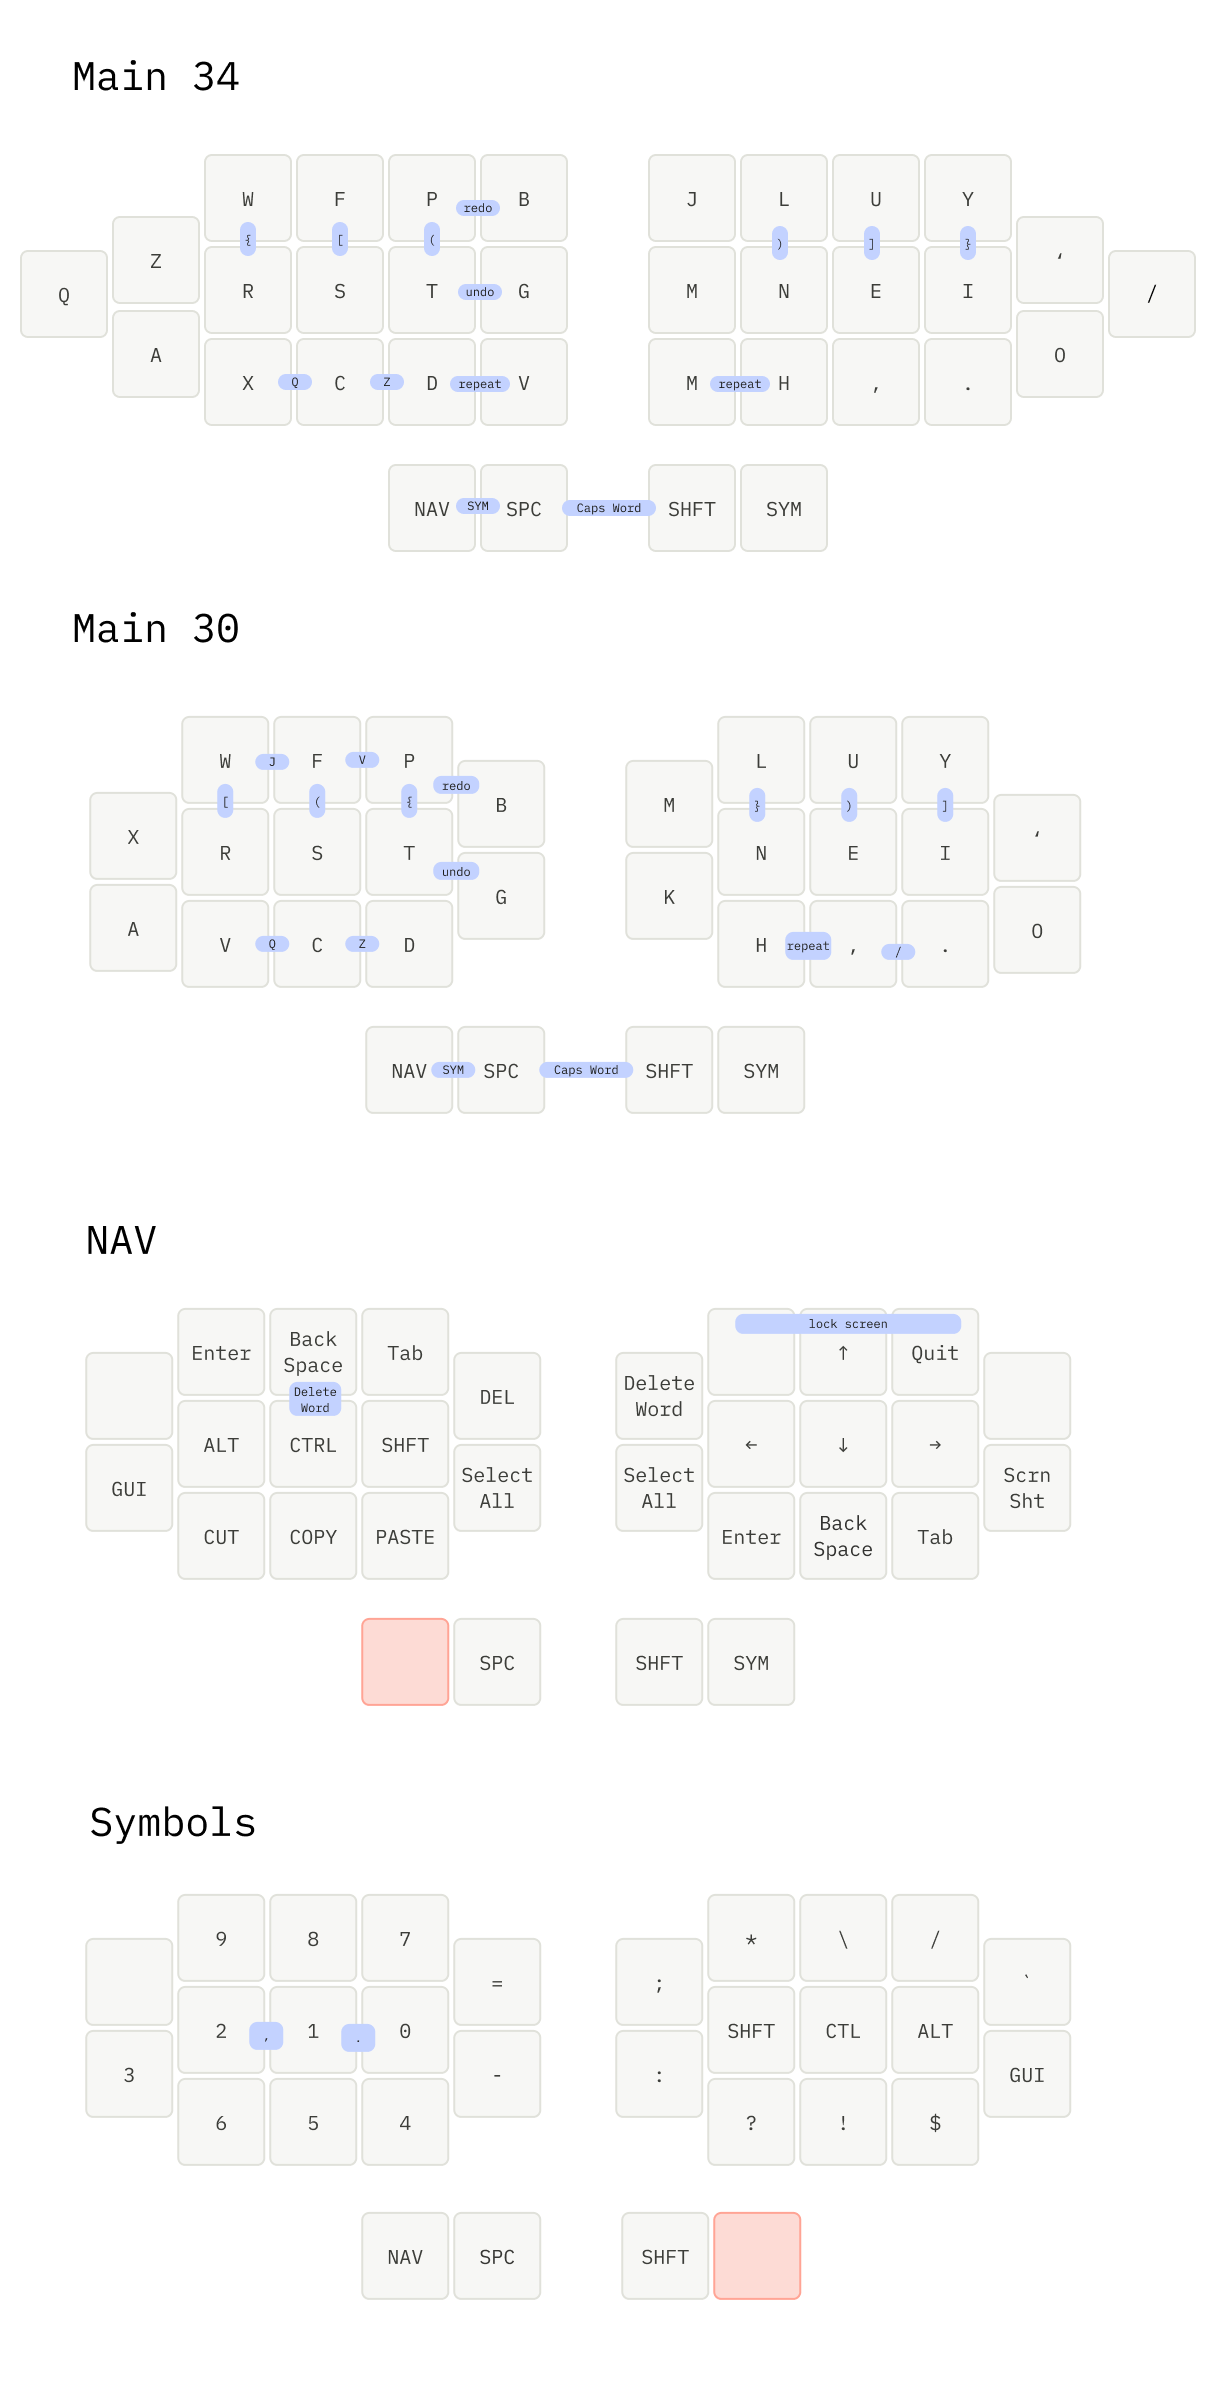 Main 34
W F P redo B J L U Y
{ [ ( ) ] }
Z ‘
Q R S T undo G M N E I /
A O
X Q C Z D repeat V M repeat H , .
NAV SYM SPC Caps Word SHFT SYM
Main 30
W J F V P L U Y
redo
[ ( { B M } ) ]
X R S T N E I ‘
undo
G K
A V Q C Z D H repeat , / . O
NAV SYM SPC Caps Word SHFT SYM
NAV
lock screen
Enter Back Space Tab ↑ Quit
Delete Word DEL Delete Word
ALT CTRL SHFT ← ↓ →
GUI Select All Select All Scrn Sht
CUT COPY PASTE Enter Back Space Tab
SPC SHFT SYM
Symbols
9 8 7 * \ /
= ; `
2 , 1 . 0 SHFT CTL ALT
3 - : GUI
6 5 4 ? ! $
NAV SPC SHFT